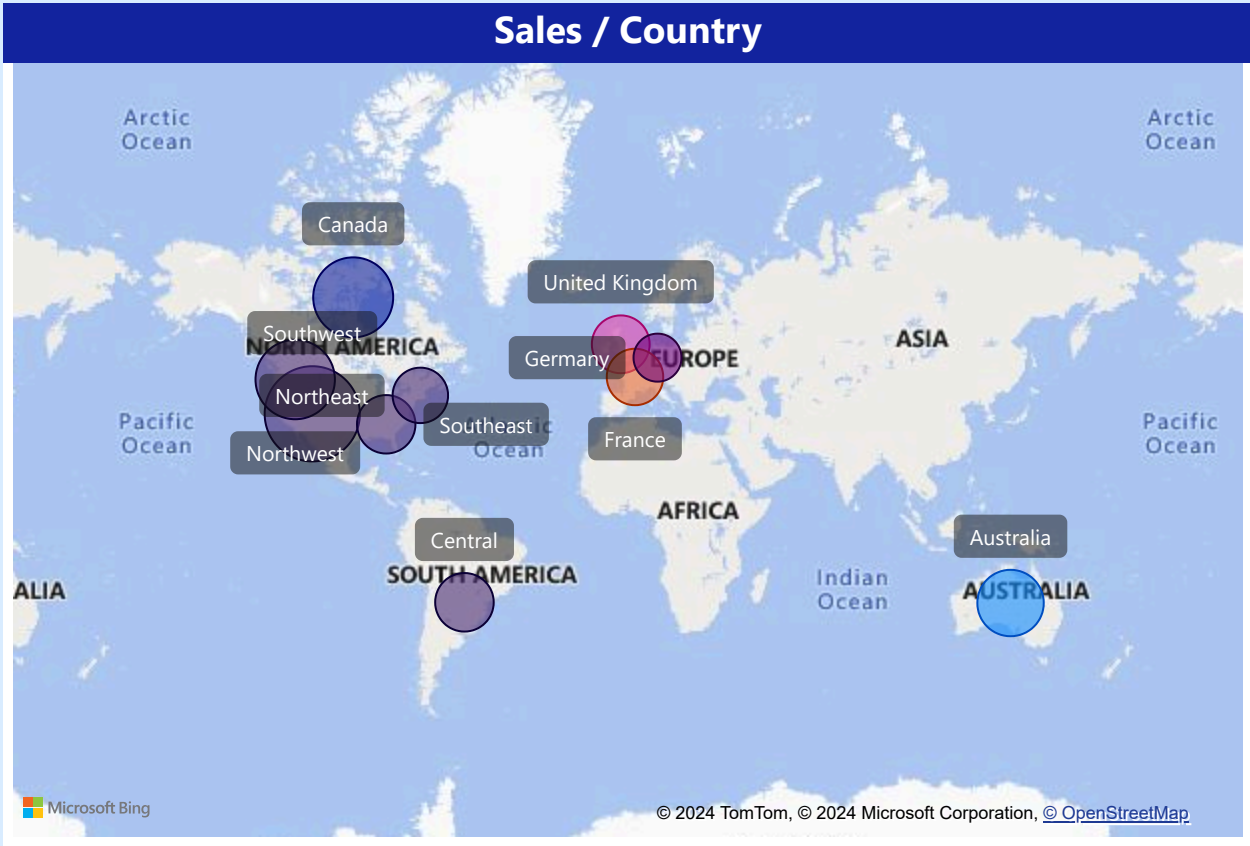 Sales / Country
Arctic
Ocean
Arctic
Ocean
Canada
United Kingdom
Southwest
NORTH AMERICA
ASIA
Germany
EUROPE
Northeast
Pacific
Ocean
Southeast
Ocean
Northwest
France
Pacific
Ocean
AFRICA
Central
Australia
SOUTH AMERICA
Indian
Ocean
ALIA
AUSTRALIA
Microsoft Bing
© 2024 TomTom, © 2024 Microsoft Corporation, © OpenStreetMap